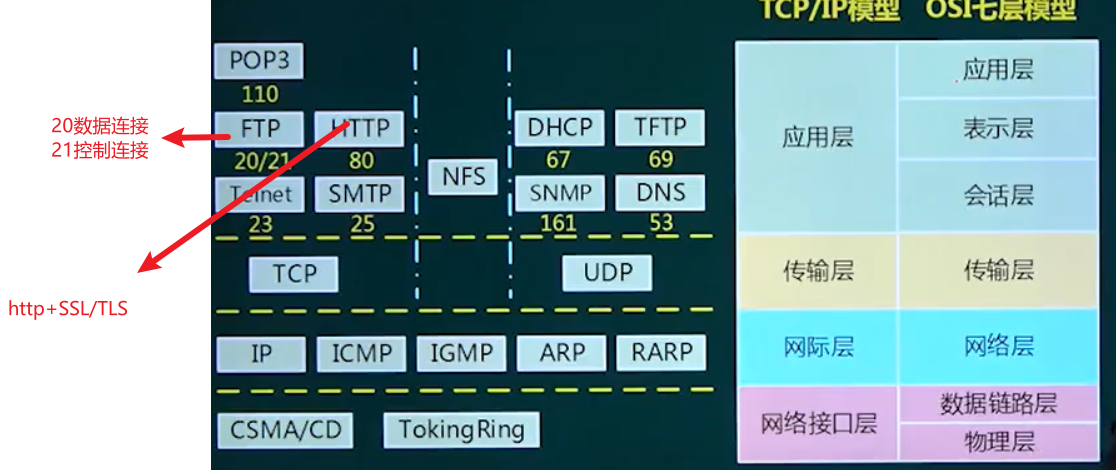 TCP/IP模型 OSI七层模型
POP3
110
20数据连接
21控制连接
FTP HTTP DHCP TFTP
20/21 80 67 69
NFS
Telnet SMTP SNMP DNS
23 25 161 53
TCP UDP
http+SSL/TLS
IP ICMP IGMP ARP RARP
CSMA/CD TokingRing
应用层 应用层
表示层
会话层
传输层 传输层
网际层 网络层
网络接口层 数据链路层
物理层